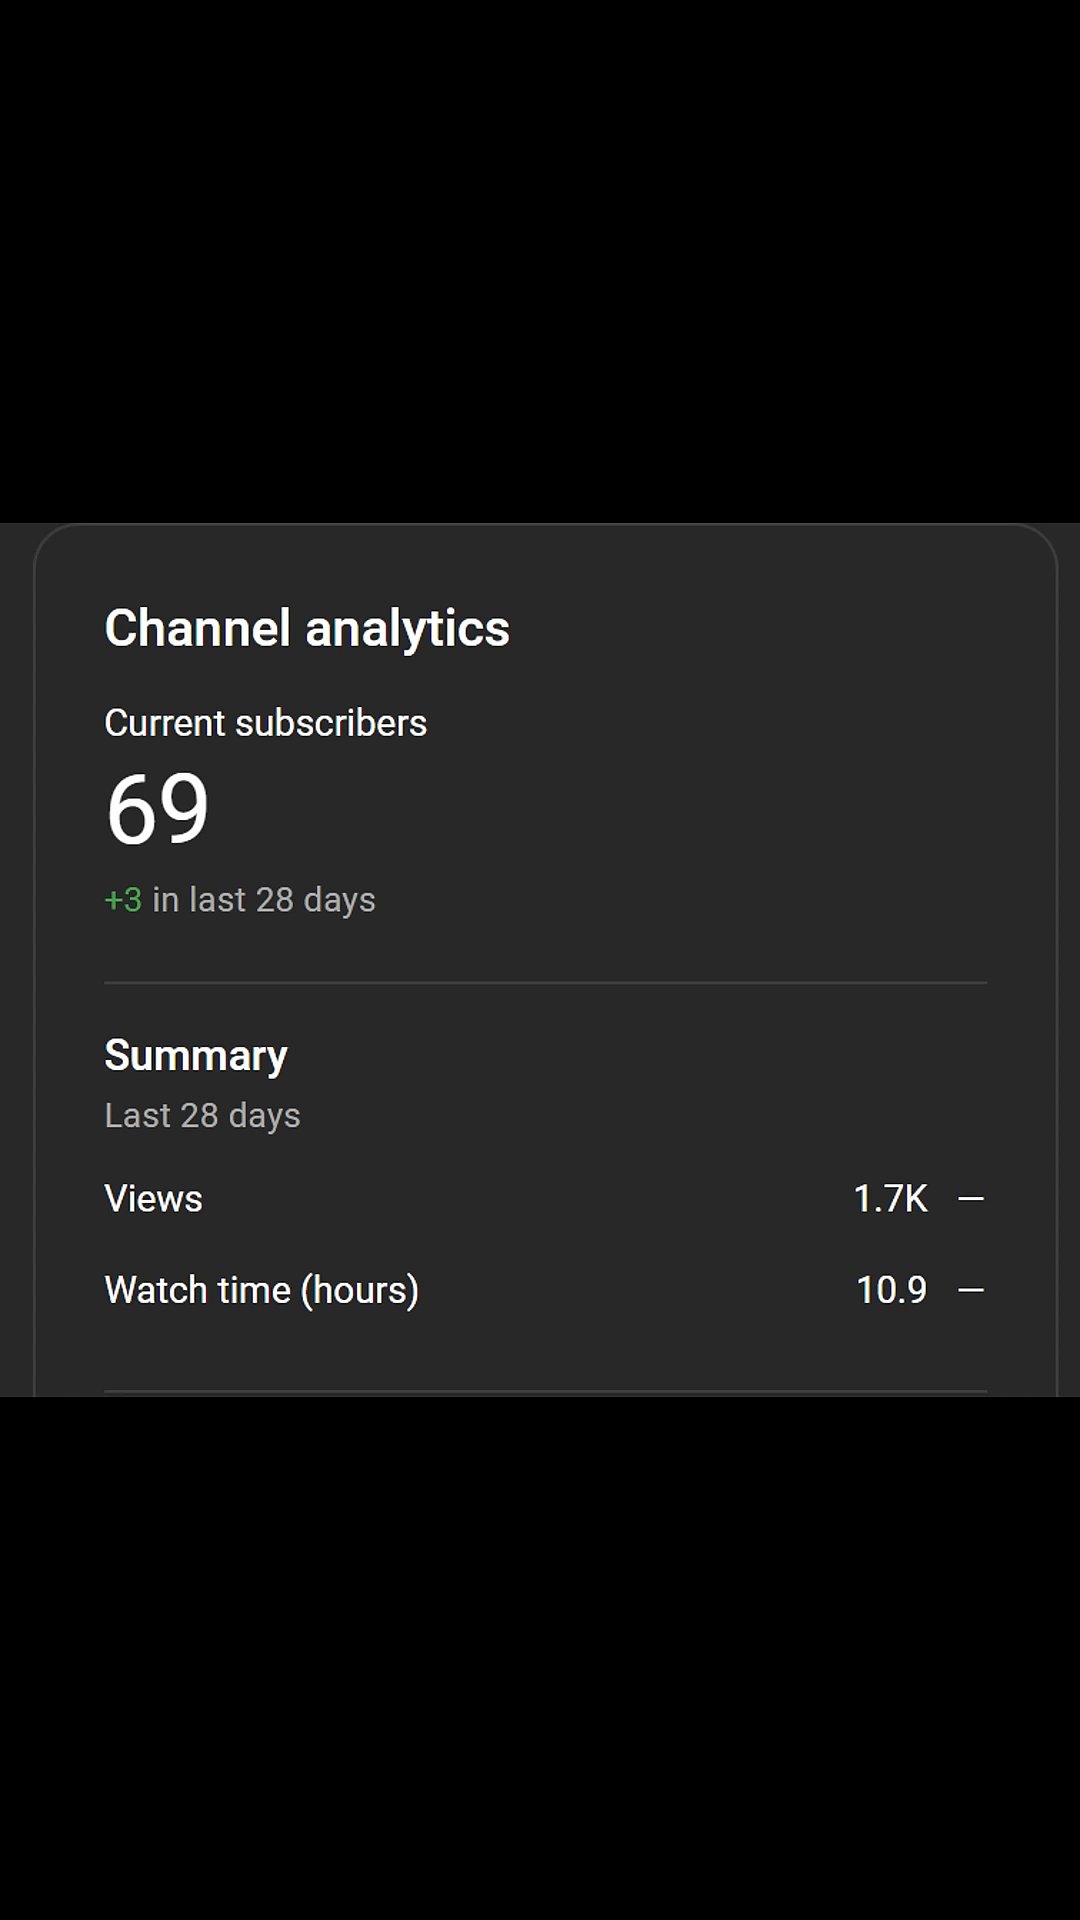 Channel analytics
Current subscribers
69
+3 in last 28 days
Summary
Last 28 days
Views 1.7K —
Watch time (hours) 10.9 —